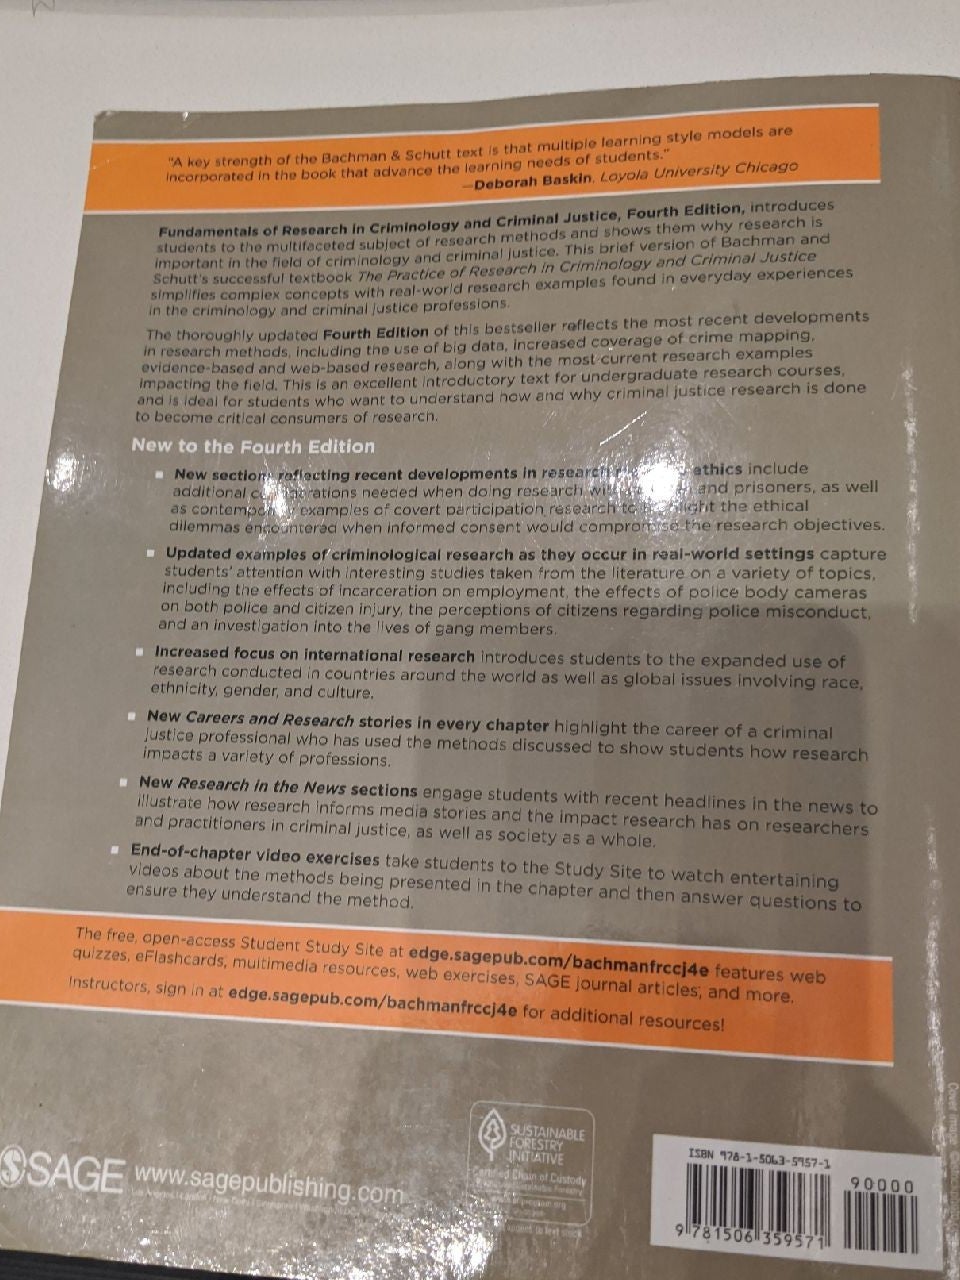 "A key strength of the Bachman & Schutt text is that multiple learning style models are
incorporated in the book that advance the learning needs of students."
—Deborah Baskin, Loyola University Chicago
Fundamentals of Research in Criminology and Criminal Justice, Fourth Edition, introduces
students to the multifaceted subject of research methods and shows them why research is
important in the field of criminology and criminal justice. This brief version of Bachman and
Schutt's successful textbook The Practice of Research in Criminology and Criminal Justice
simplifies complex concepts with real-world research examples found in everyday experiences
in the criminology and criminal justice professions.
The thoroughly updated Fourth Edition of this bestseller reflects the most recent developments
in research methods, including the use of big data, increased coverage of crime mapping,
evidence-based and web-based research, along with the most current research examples
impacting the field. This is an excellent introductory text for undergraduate research courses,
and is ideal for students who want to understand how and why criminal justice research is done
to become critical consumers of research.
New to the Fourth Edition
New sections reflecting recent developments in research ethics include
additional needed when doing research and prisoners, as well
as examples of covert participation research to highlight the ethical
dilemmas encountered when informed consent would compromise the research objectives.
Updated examples of criminological research as they occur in real-world settings capture
students' attention with interesting studies taken from the literature on a variety of topics,
including the effects of incarceration on employment, the effects of police body cameras
on both police and citizen injury, the perceptions of citizens regarding police misconduct,
and an investigation into the lives of gang members.
Increased focus on international research introduces students to the expanded use of
research conducted in countries around the world as well as global issues involving race,
ethnicity, gender, and culture.
New Careers and Research stories in every chapter highlight the career of a criminal
justice professional who has used the methods discussed to show students how research
impacts a variety of professions.
New Research in the News sections engage students with recent headlines in the news to
illustrate how research informs media stories and the impact research has on researchers
and practitioners in criminal justice, as well as society as a whole.
End-of-chapter video exercises take students to the Study Site to watch entertaining
videos about the methods being presented in the chapter and then answer questions to
ensure they understand the method.
The free, open-access Student Study Site at edge.sagepub.com/bachmanfrccj4e features web
quizzes, eFlashcards, multimedia resources, web exercises, SAGE journal articles, and more.
Instructors, sign in at edge.sagepub.com/bachmanfrccj4e for additional resources!
SUSTAINABLE
FORESTRY
INITIATIVE
Certified Chain of Custody
SAGE www.sagepublishing.com
ISBN 978-1-5063-5957-1
90000
9 781506 359571